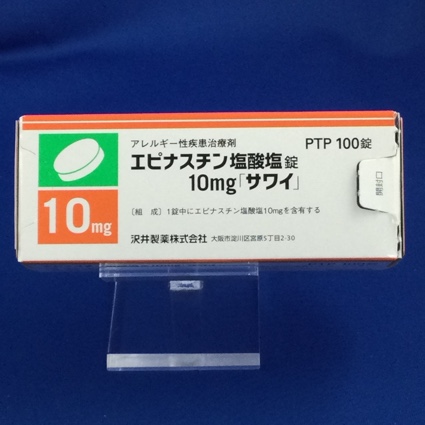 アレルギー性疾患治療剤
PTP 100錠
エピナスチン塩酸塩錠
10mg「サワイ」
10mg
〔組 成〕1錠中にエピナスチン塩酸塩10mgを含有する
開封口
沢井製薬株式会社 大阪市淀川区宮原5丁目2-30